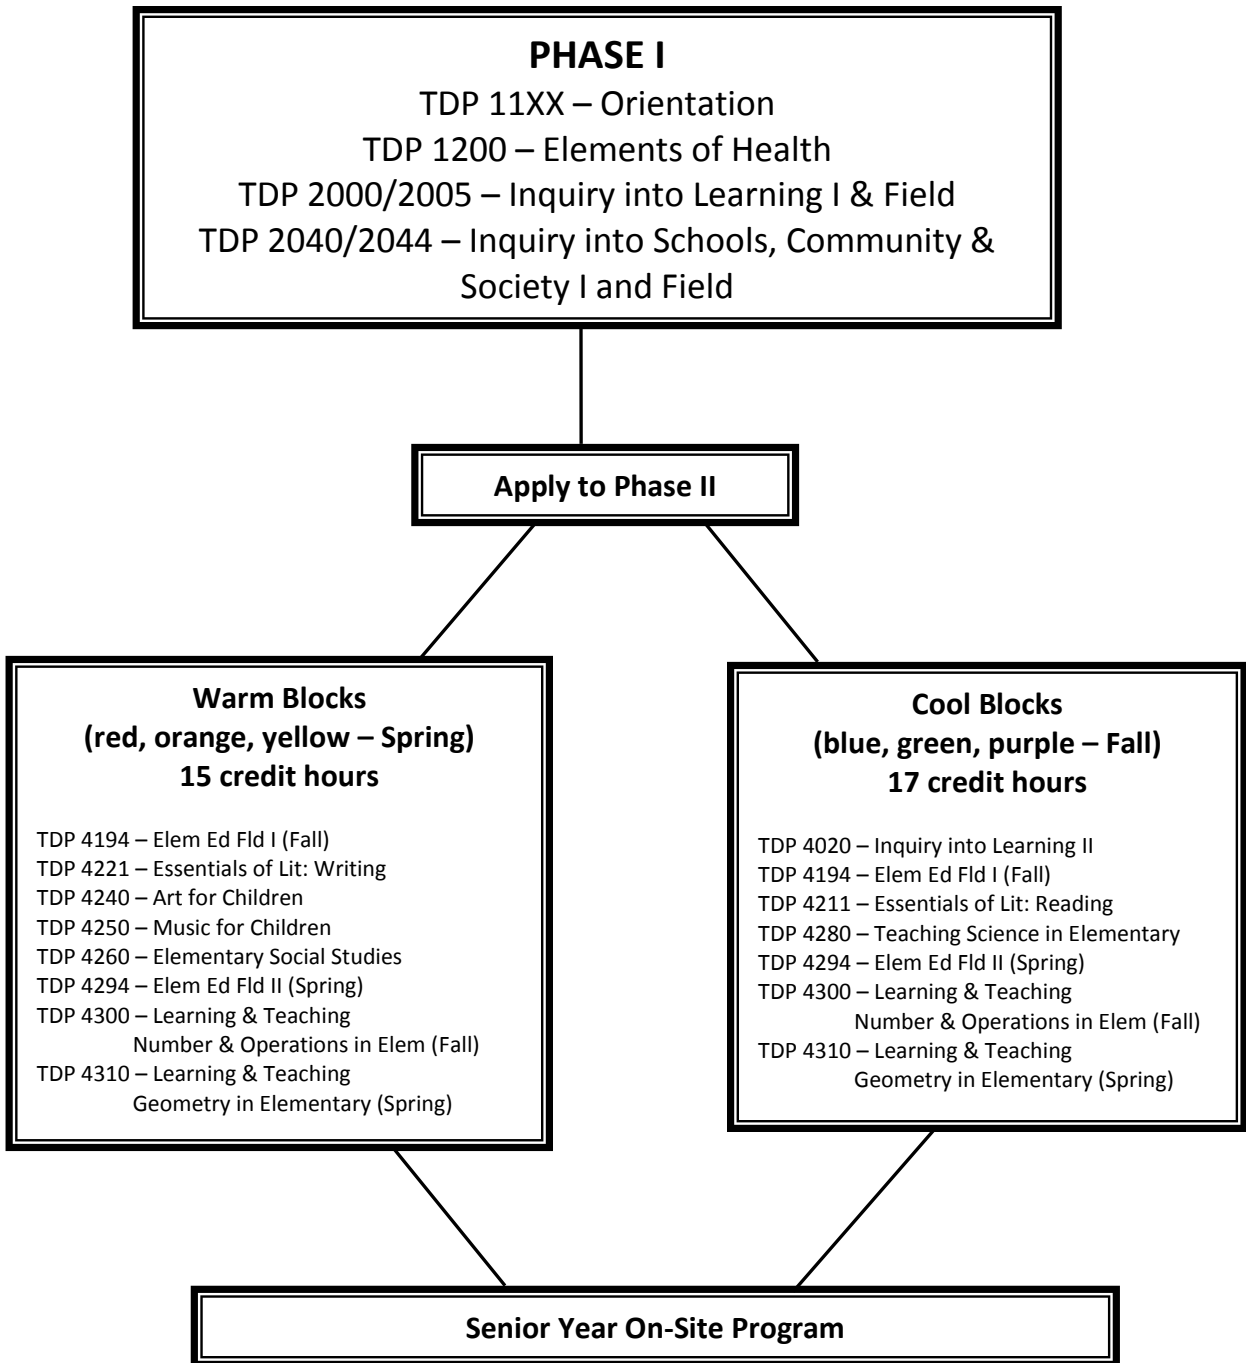 PHASE I
TDP 11XX – Orientation
TDP 1200 – Elements of Health
TDP 2000/2005 – Inquiry into Learning I & Field
TDP 2040/2044 – Inquiry into Schools, Community &
Society I and Field
Apply to Phase II
Warm Blocks
(red, orange, yellow – Spring)
15 credit hours
TDP 4194 – Elem Ed Fld I (Fall)
TDP 4221 – Essentials of Lit: Writing
TDP 4240 – Art for Children
TDP 4250 – Music for Children
TDP 4260 – Elementary Social Studies
TDP 4294 – Elem Ed Fld II (Spring)
TDP 4300 – Learning & Teaching
Number & Operations in Elem (Fall)
TDP 4310 – Learning & Teaching
Geometry in Elementary (Spring)
Cool Blocks
(blue, green, purple – Fall)
17 credit hours
TDP 4020 – Inquiry into Learning II
TDP 4194 – Elem Ed Fld I (Fall)
TDP 4211 – Essentials of Lit: Reading
TDP 4280 – Teaching Science in Elementary
TDP 4294 – Elem Ed Fld II (Spring)
TDP 4300 – Learning & Teaching
Number & Operations in Elem (Fall)
TDP 4310 – Learning & Teaching
Geometry in Elementary (Spring)
Senior Year On-Site Program